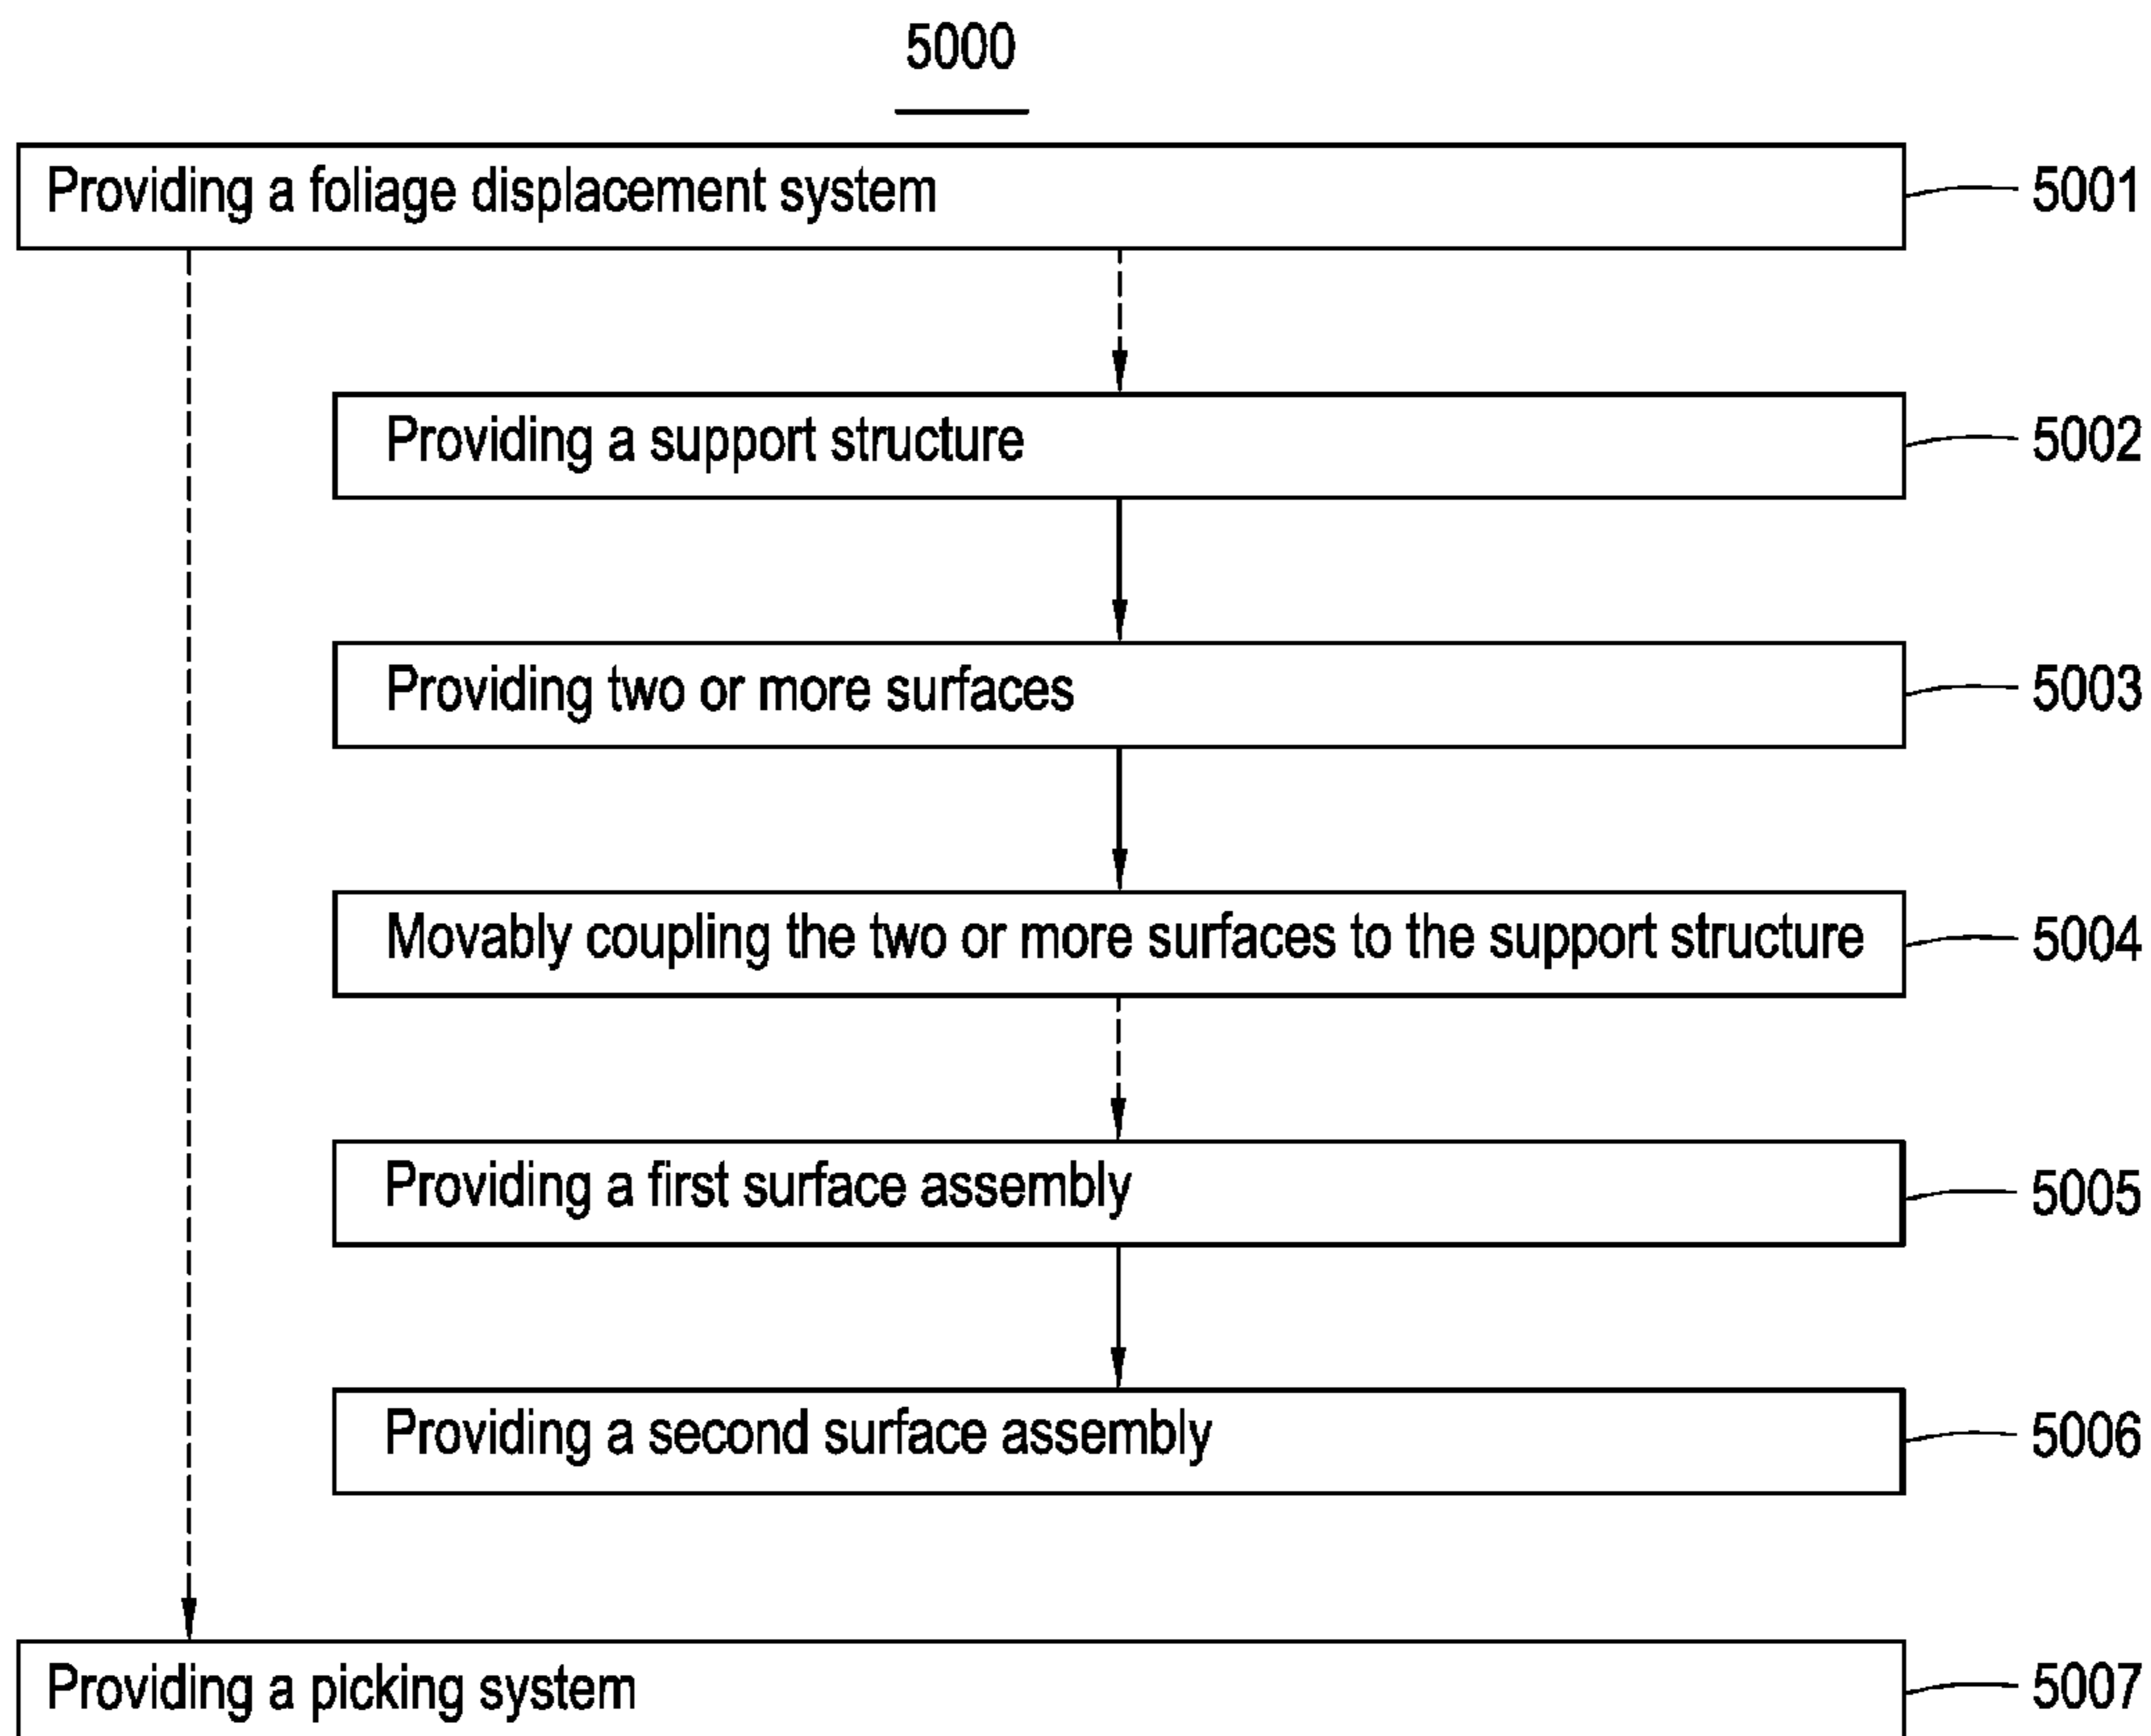 5000
Providing a foliage displacement system 5001
Providing a support structure 5002
Providing two or more surfaces 5003
Movably coupling the two or more surfaces to the support structure 5004
Providing a first surface assembly 5005
Providing a second surface assembly 5006
Providing a picking system 5007